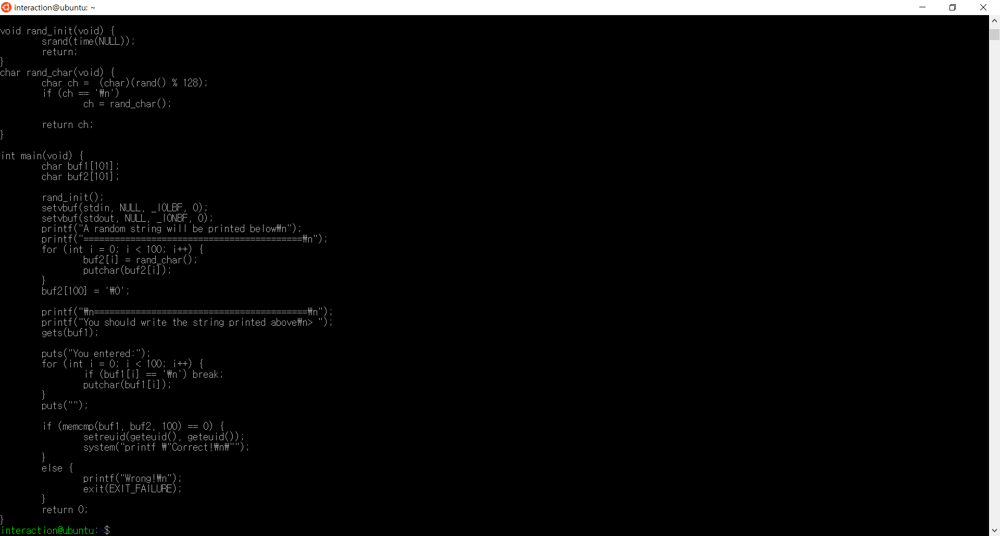 interaction@ubuntu: ~
void rand_init(void) {
        srand(time(NULL));
        return;
}
char rand_char(void) {
        char ch =  (char)(rand() % 128);
        if (ch == '₩n')
                ch = rand_char();

        return ch;
}

int main(void) {
        char buf1[101];
        char buf2[101];

        rand_init();
        setvbuf(stdin, NULL, _IOLBF, 0);
        setvbuf(stdout, NULL, _IONBF, 0);
        printf("A random string will be printed below₩n");
        printf("==========================================₩n");
        for (int i = 0; i < 100; i++) {
                buf2[i] = rand_char();
                putchar(buf2[i]);
        }
        buf2[100] = '₩0';

        printf("₩n=========================================₩n");
        printf("You should write the string printed above₩n> ");
        gets(buf1);

        puts("You entered:");
        for (int i = 0; i < 100; i++) {
                if (buf1[i] == '₩n') break;
                putchar(buf1[i]);
        }
        puts("");

        if (memcmp(buf1, buf2, 100) == 0) {
                setreuid(geteuid(), geteuid());
                system("printf ₩"Correct!₩n₩"");
        }
        else {
                printf("Wrong!₩n");
                exit(EXIT_FAILURE);
        }
        return 0;
}
interaction@ubuntu:~$